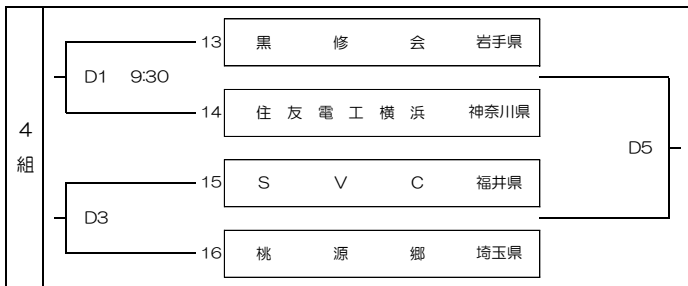 4組
13 黒修会 岩手県
D1 9:30
14 住友電工横浜 神奈川県
D5
15 SVC 福井県
D3
16 桃源郷 埼玉県